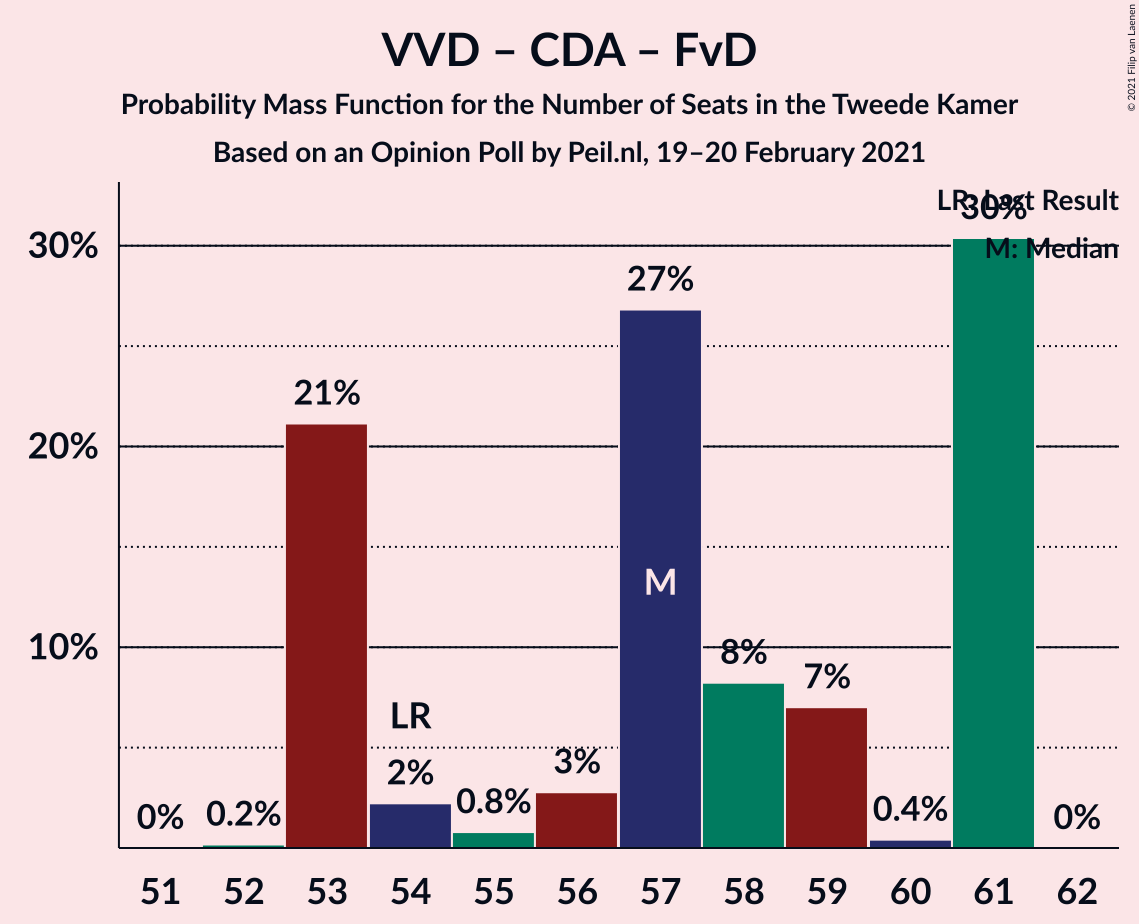 VVD – CDA – FvD
Probability Mass Function for the Number of Seats in the Tweede Kamer
Based on an Opinion Poll by Peil.nl, 19–20 February 2021
© 2021 Filip van Laenen
LR: Last Result
M: Median
30%
20%
10%
0%
0.2%
21%
LR
2%
0.8%
3%
27%
M
8%
7%
0.4%
30%
0%
51 52 53 54 55 56 57 58 59 60 61 62